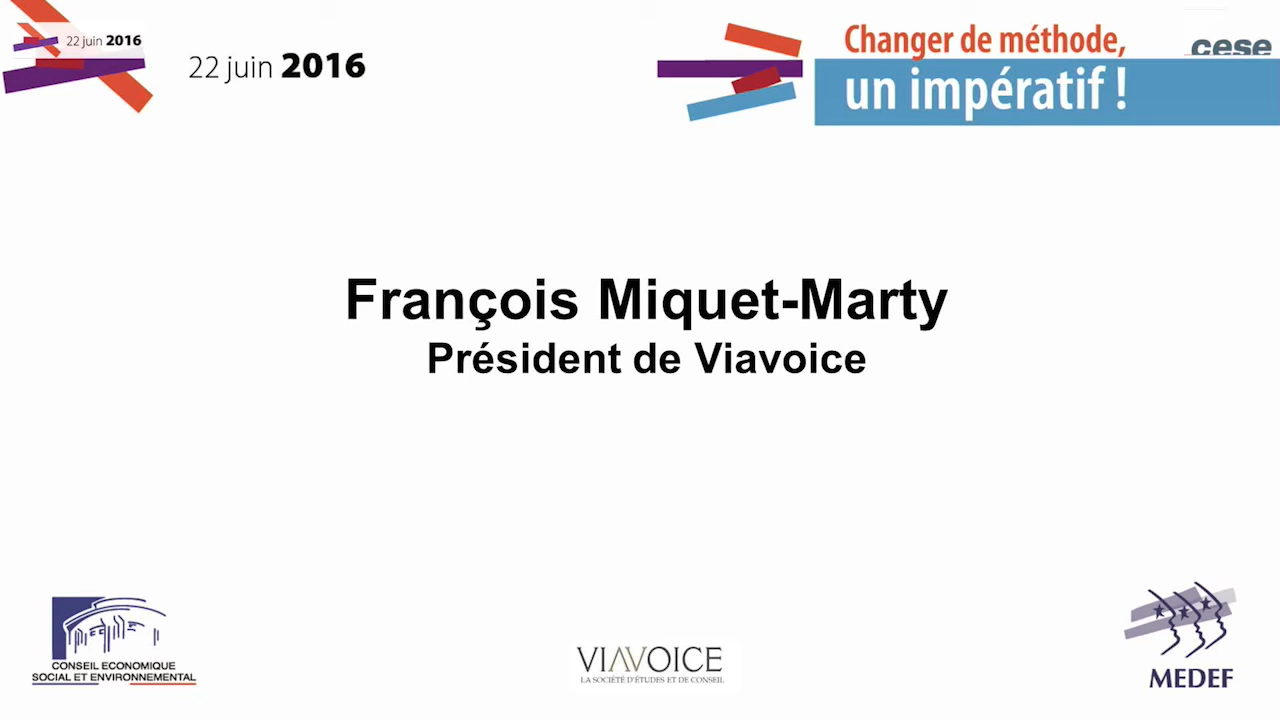 22 juin 2016
22 juin 2016
Changer de méthode,
un impératif !
cese
François Miquet-Marty
Président de Viavoice
CONSEIL ECONOMIQUE
SOCIAL ET ENVIRONNEMENTAL
VIAVOICE
LA SOCIÉTÉ D'ÉTUDES ET DE CONSEIL
MEDEF